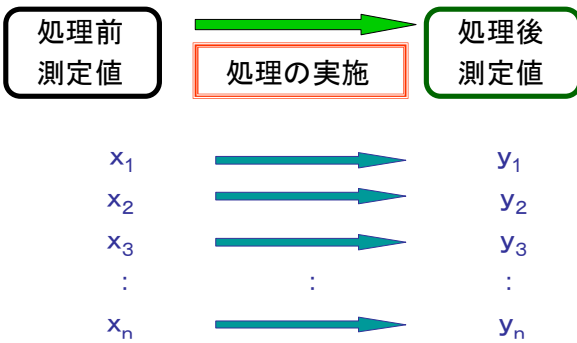 処理前
測定値
処理の実施
処理後
測定値
x₁ y₁
x₂ y₂
x₃ y₃
: : :
xₙ yₙ